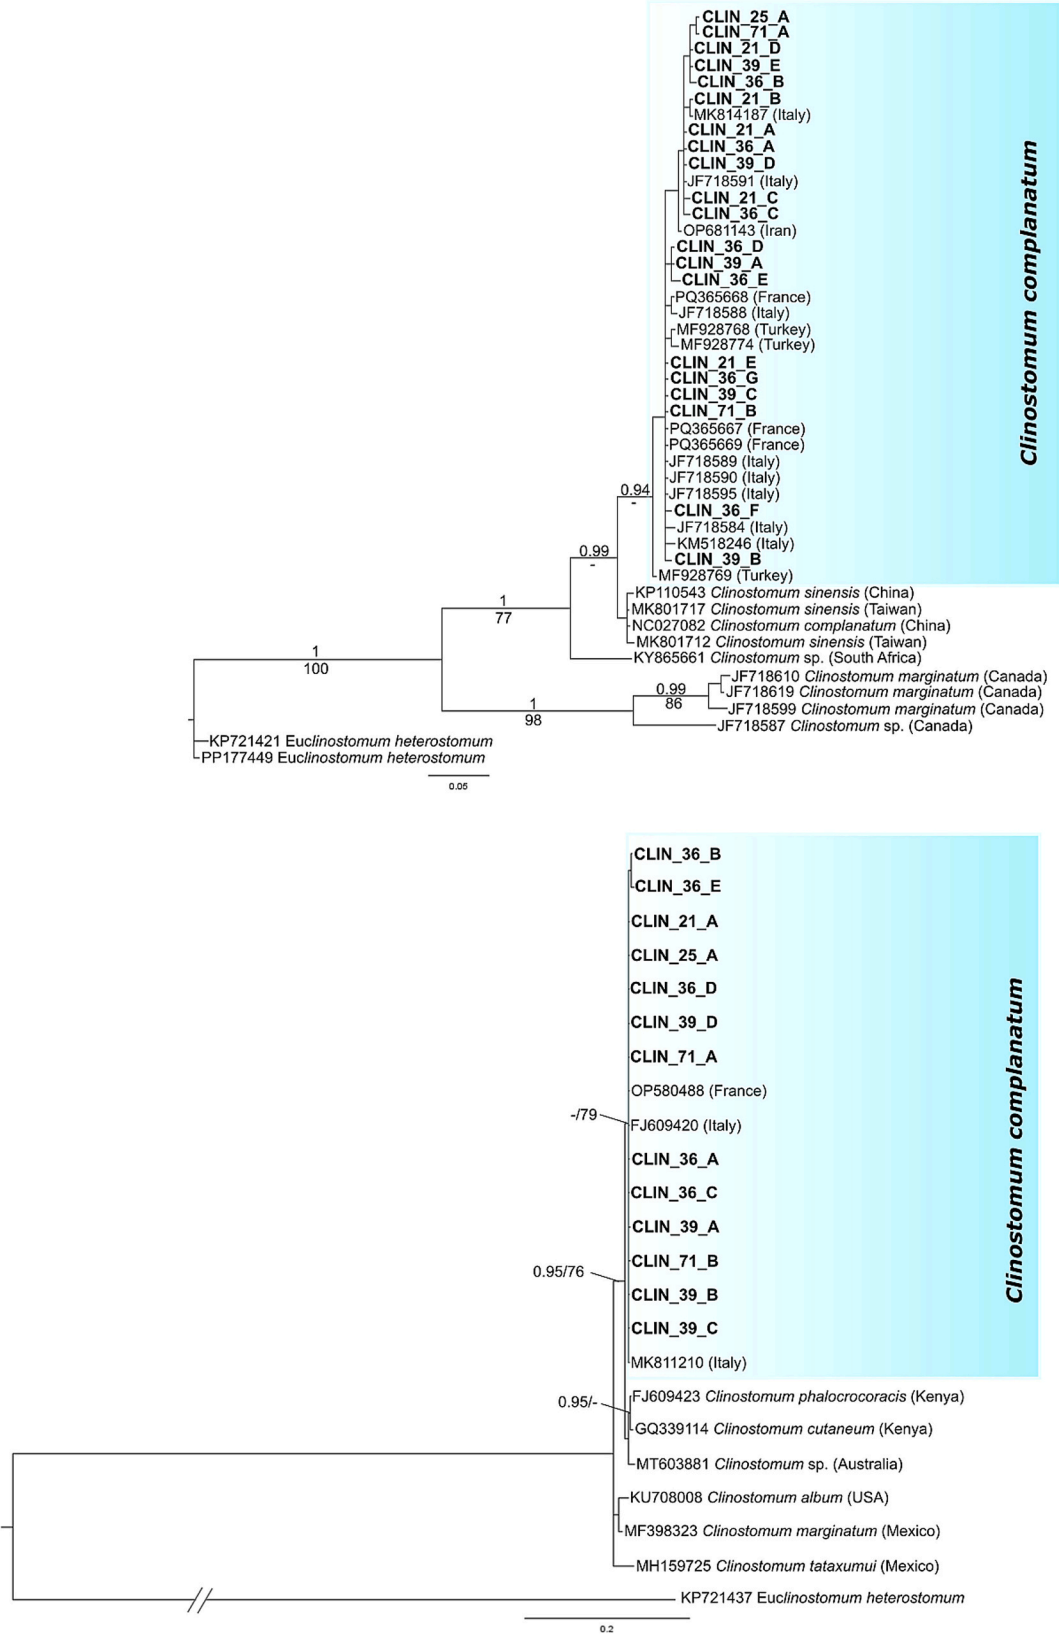 CLIN_25_A
CLIN_71_A
CLIN_21_D
CLIN_39_E
CLIN_36_B
CLIN_21_B
MK814187 (Italy)
CLIN_21_A
CLIN_36_A
CLIN_39_D
JF718591 (Italy)
CLIN_21_C
CLIN_36_C
OP681143 (Iran)
CLIN_36_D
CLIN_39_A
CLIN_36_E
PQ365668 (France)
JF718588 (Italy)
MF928768 (Turkey)
MF928774 (Turkey)
CLIN_21_E
CLIN_36_G
CLIN_39_C
CLIN_71_B
PQ365667 (France)
PQ365669 (France)
JF718589 (Italy)
JF718590 (Italy)
JF718595 (Italy)
CLIN_36_F
JF718584 (Italy)
KM518246 (Italy)
CLIN_39_B
MF928769 (Turkey)
Clinostomum complanatum
KP110543 Clinostomum sinensis (China)
MK801717 Clinostomum sinensis (Taiwan)
NC027082 Clinostomum complanatum (China)
MK801712 Clinostomum sinensis (Taiwan)
KY865661 Clinostomum sp. (South Africa)
JF718610 Clinostomum marginatum (Canada)
JF718619 Clinostomum marginatum (Canada)
JF718599 Clinostomum marginatum (Canada)
JF718587 Clinostomum sp. (Canada)
KP721421 Euclinostomum heterostomum
PP177449 Euclinostomum heterostomum
0.94
-
0.99
-
1
77
1
100
0.99
86
1
98
0.05
CLIN_36_B
CLIN_36_E
CLIN_21_A
CLIN_25_A
CLIN_36_D
CLIN_39_D
CLIN_71_A
OP580488 (France)
FJ609420 (Italy)
CLIN_36_A
CLIN_36_C
CLIN_39_A
CLIN_71_B
CLIN_39_B
CLIN_39_C
MK811210 (Italy)
Clinostomum complanatum
FJ609423 Clinostomum phalocrocoracis (Kenya)
GQ339114 Clinostomum cutaneum (Kenya)
MT603881 Clinostomum sp. (Australia)
KU708008 Clinostomum album (USA)
MF398323 Clinostomum marginatum (Mexico)
MH159725 Clinostomum tataxumui (Mexico)
KP721437 Euclinostomum heterostomum
-/79
0.95/76
0.95/-
0.2